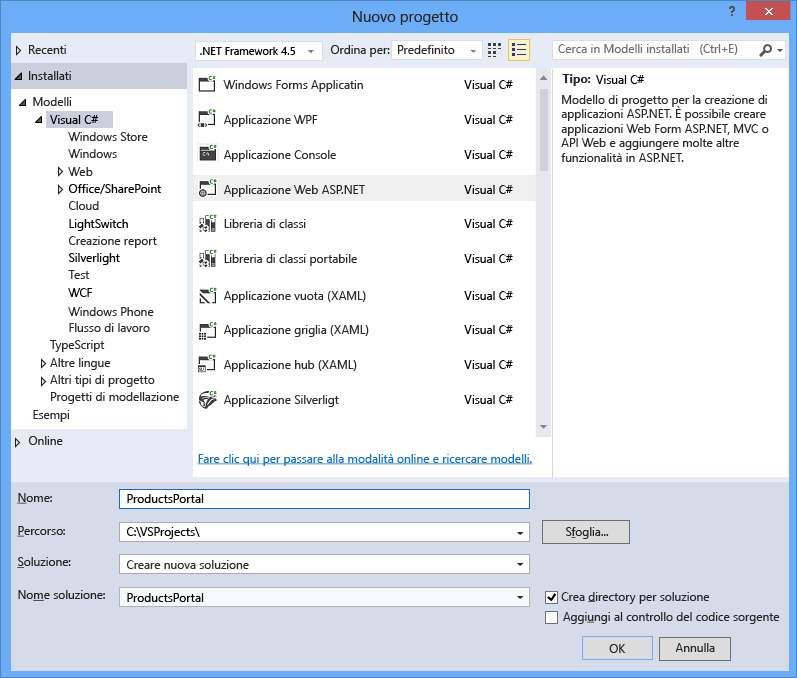 Nuovo progetto
? ×
Recenti
.NET Framework 4.5 Ordina per: Predefinito
Cerca in Modelli installati (Ctrl+E)
Installati
Modelli
Visual C#
Windows Store
Windows
Web
Office/SharePoint
Cloud
LightSwitch
Creazione report
Silverlight
Test
WCF
Windows Phone
Flusso di lavoro
TypeScript
Altre lingue
Altri tipi di progetto
Progetti di modellazione
Esempi
Online
Windows Forms Applicatin Visual C#
Applicazione WPF Visual C#
Applicazione Console Visual C#
Applicazione Web ASP.NET Visual C#
Libreria di classi Visual C#
Libreria di classi portabile Visual C#
Applicazione vuota (XAML) Visual C#
Applicazione griglia (XAML) Visual C#
Applicazione hub (XAML) Visual C#
Applicazione Silverligt Visual C#
Fare clic qui per passare alla modalità online e ricercare modelli.
Tipo: Visual C#
Modello di progetto per la creazione di
applicazioni ASP.NET. È possibile creare
applicazioni Web Form ASP.NET, MVC o
API Web e aggiungere molte altre
funzionalità in ASP.NET.
Nome: ProductsPortal
Percorso: C:\VSProjects\ Sfoglia...
Soluzione: Creare nuova soluzione
Nome soluzione: ProductsPortal
Crea directory per soluzione
Aggiungi al controllo del codice sorgente
OK Annulla